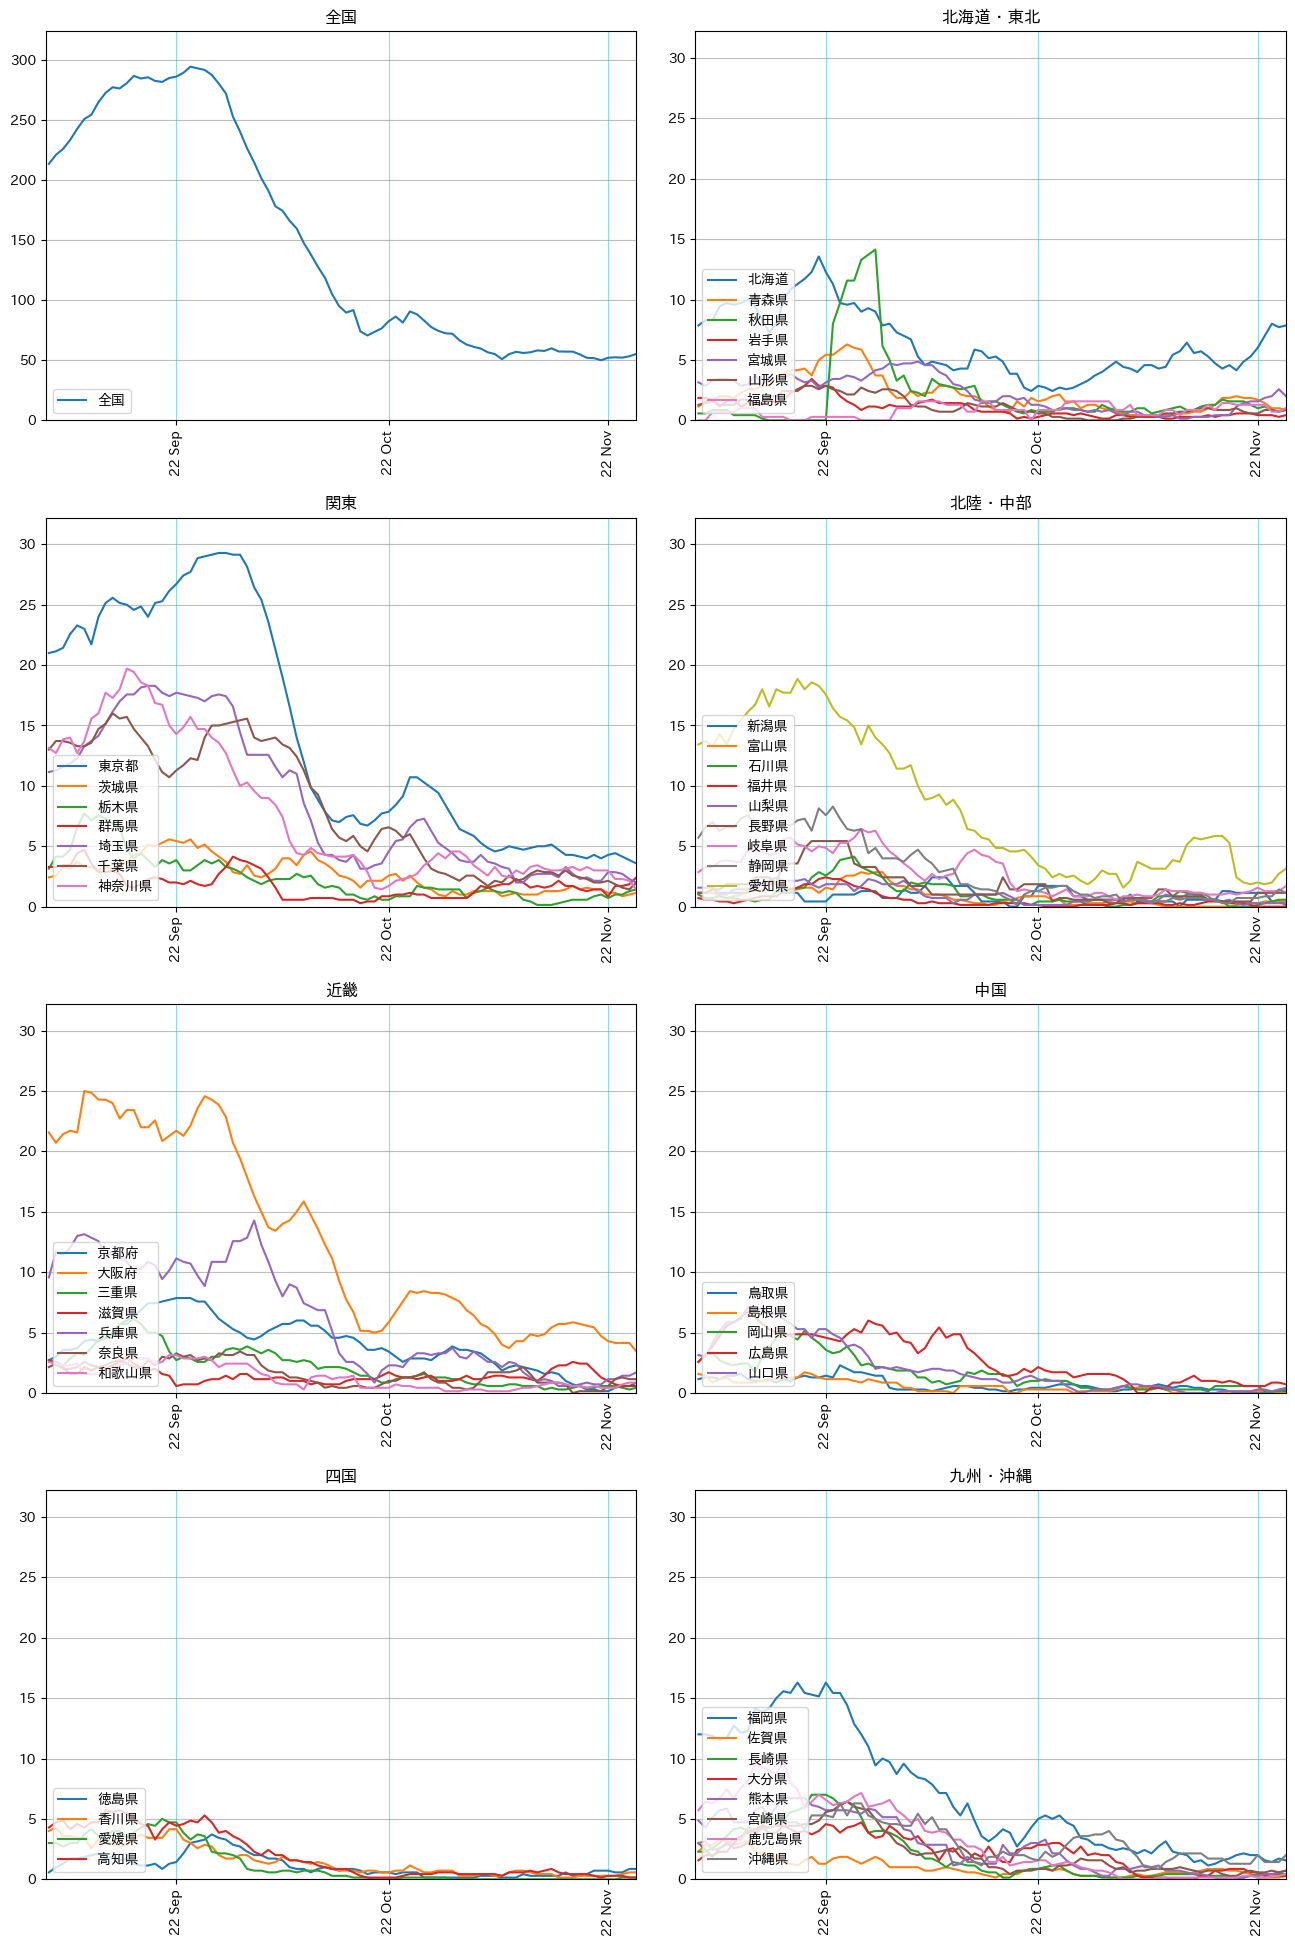 全国
300
250
200
150
100
50
0
全国
22 Sep
22 Oct
22 Nov
北海道・東北
30
25
20
15
10
5
0
北海道
青森県
秋田県
岩手県
宮城県
山形県
福島県
22 Sep
22 Oct
22 Nov
関東
30
25
20
15
10
5
0
東京都
茨城県
栃木県
群馬県
埼玉県
千葉県
神奈川県
22 Sep
22 Oct
22 Nov
北陸・中部
30
25
20
15
10
5
0
新潟県
富山県
石川県
福井県
山梨県
長野県
岐阜県
静岡県
愛知県
22 Sep
22 Oct
22 Nov
近畿
30
25
20
15
10
5
0
京都府
大阪府
三重県
滋賀県
兵庫県
奈良県
和歌山県
22 Sep
22 Oct
22 Nov
中国
30
25
20
15
10
5
0
鳥取県
島根県
岡山県
広島県
山口県
22 Sep
22 Oct
22 Nov
四国
30
25
20
15
10
5
0
徳島県
香川県
愛媛県
高知県
22 Sep
22 Oct
22 Nov
九州・沖縄
30
25
20
15
10
5
0
福岡県
佐賀県
長崎県
大分県
熊本県
宮崎県
鹿児島県
沖縄県
22 Sep
22 Oct
22 Nov